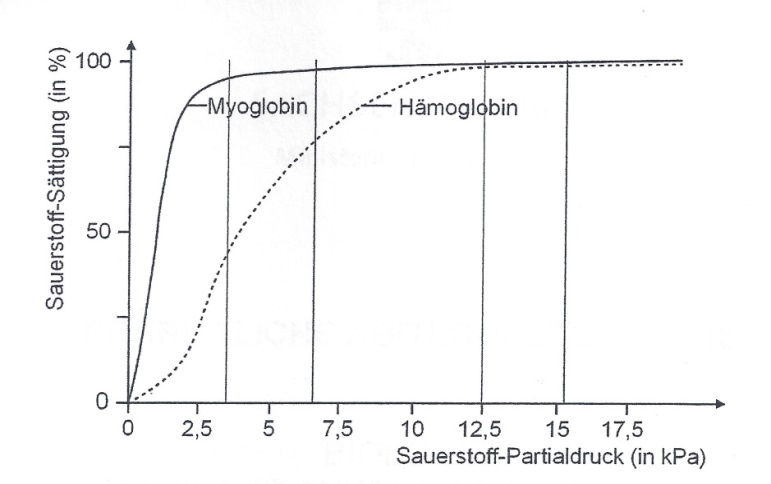 Sauerstoff-Sättigung (in %)
100
50
0
Myoglobin
Hämoglobin
0 2,5 5 7,5 10 12,5 15 17,5
Sauerstoff-Partialdruck (in kPa)